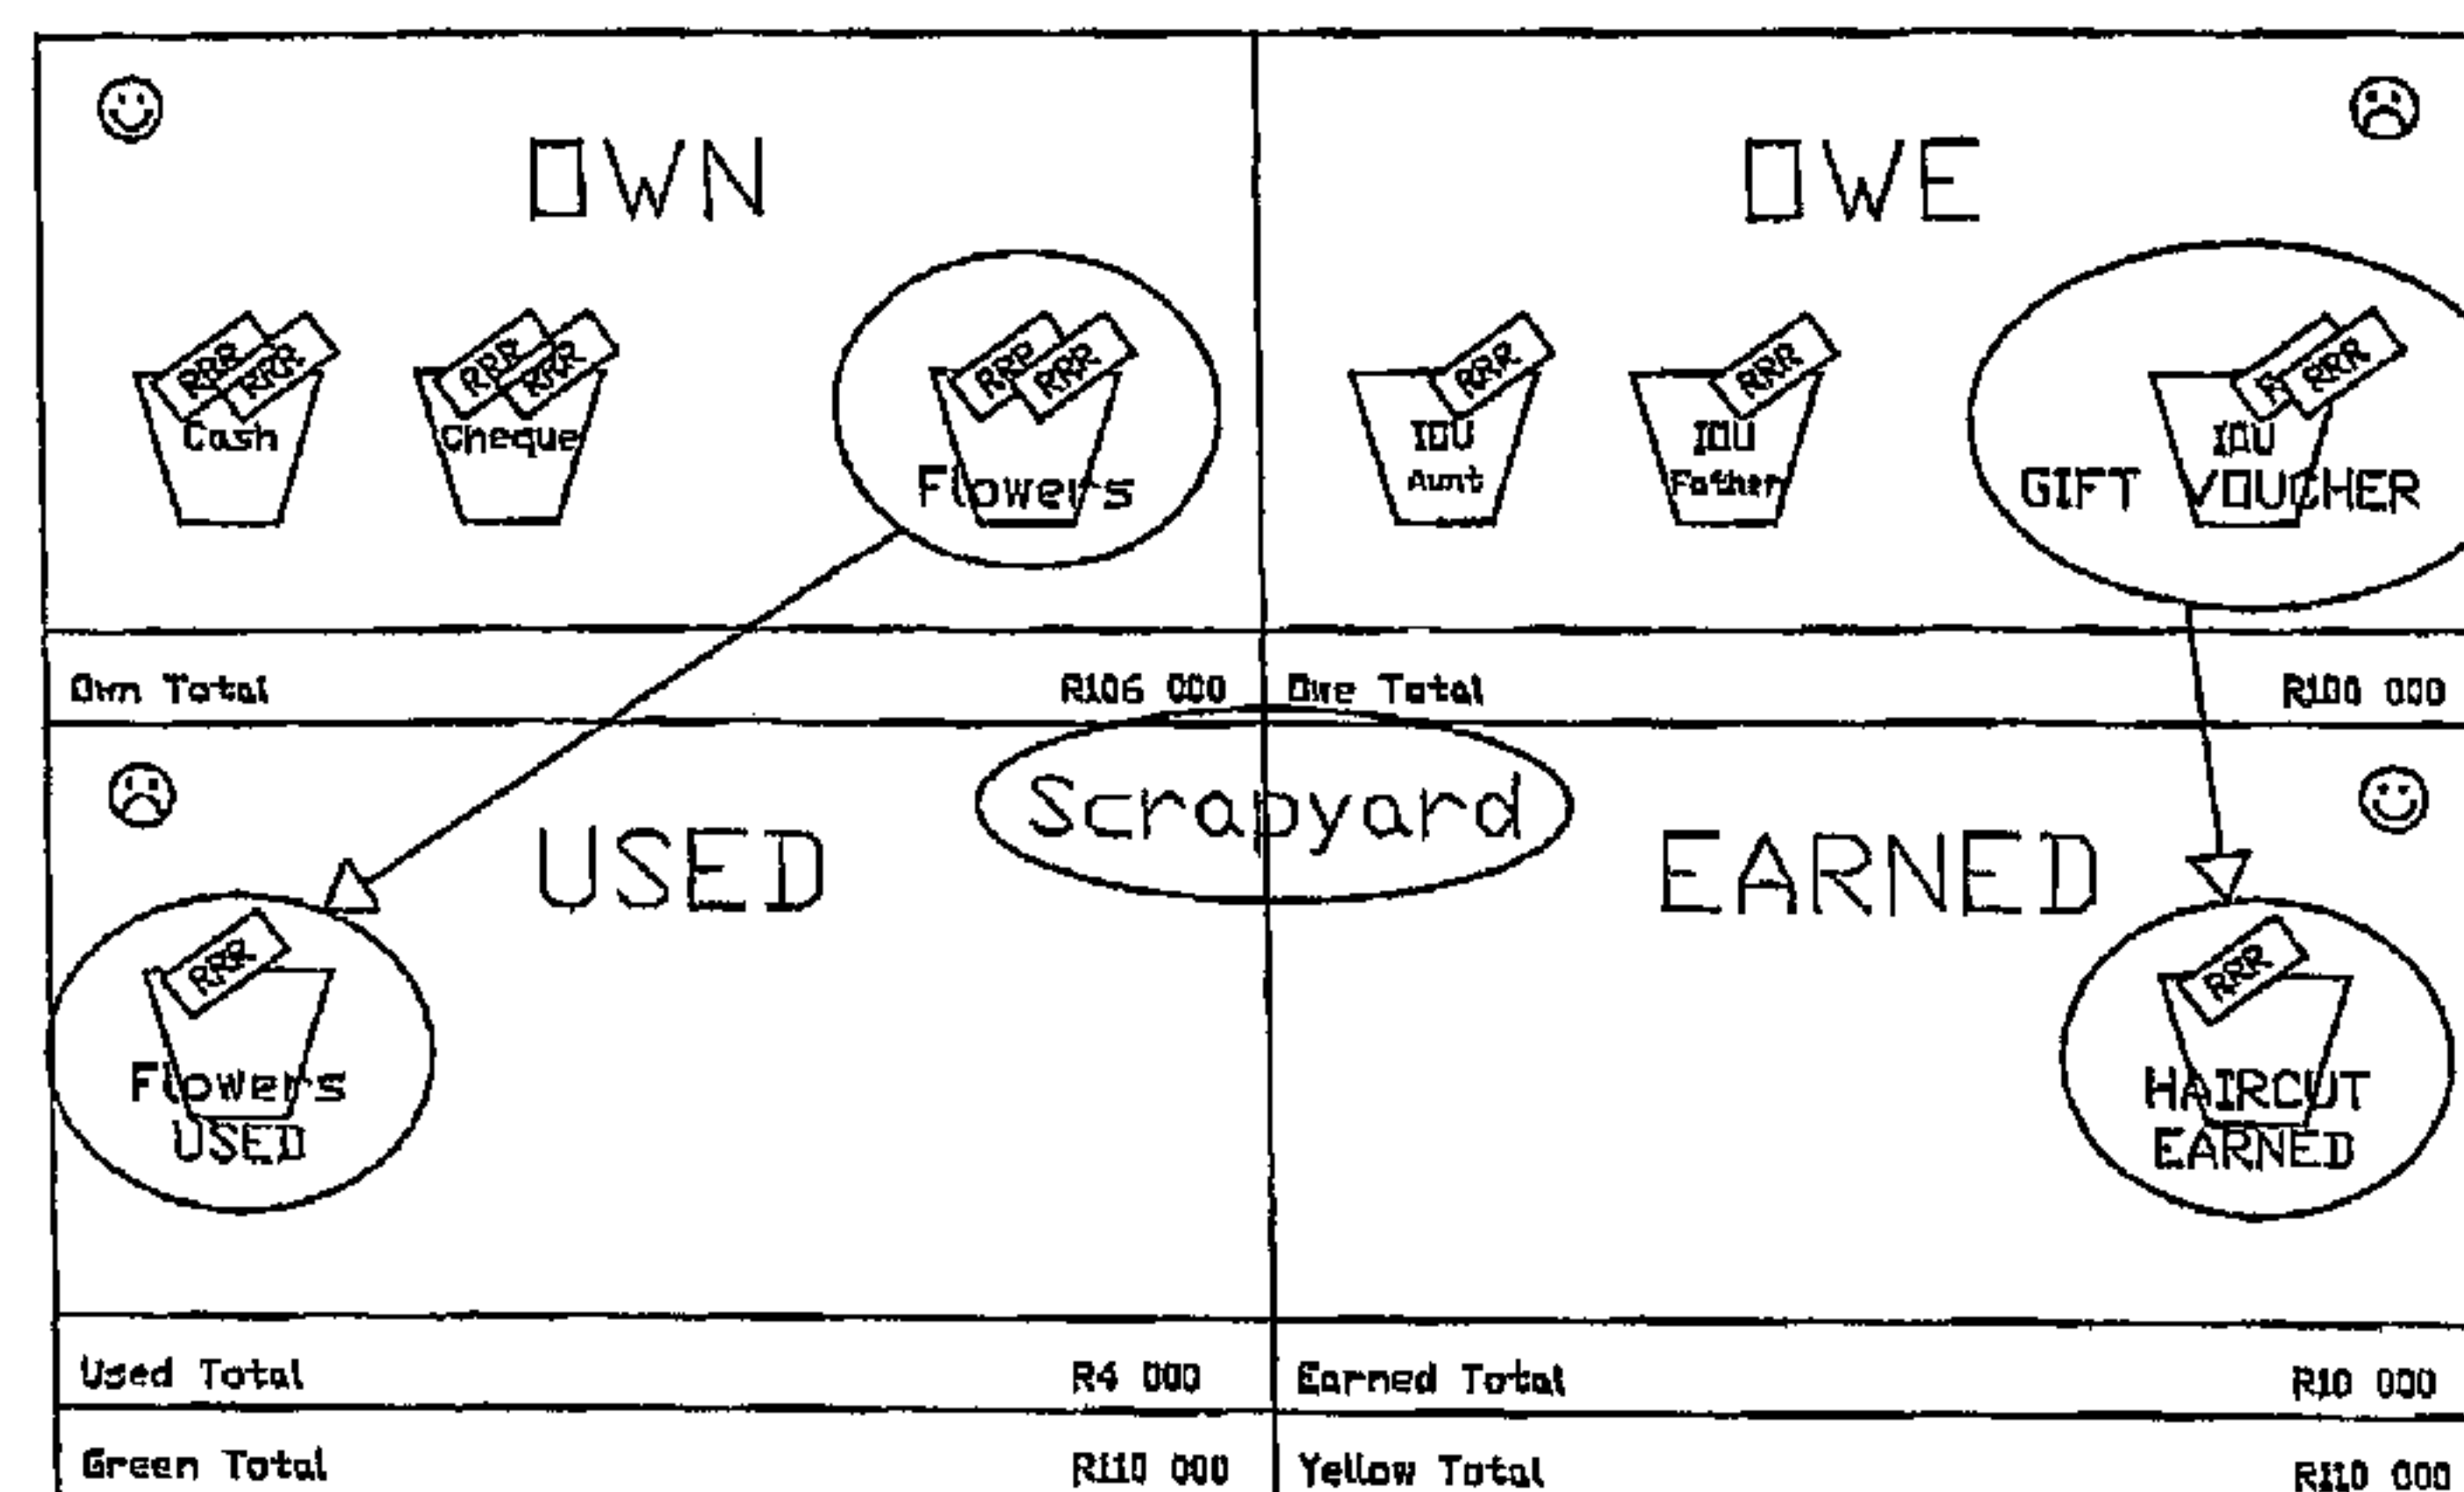 OWN
OWE
RRR RRR
RRR RRR
RRR RRR
RRR
RRR
R RRR
Cash
Cheque
Flowers
IOU
Aunt
IOU
Father
IOU
GIFT VOUCHER
Own Total R106 000
Owe Total R100 000
Scrapyard
USED
EARNED
RRR
Flowers
USED
RRR
HAIRCUT
EARNED
Used Total R4 000
Earned Total R10 000
Green Total R110 000
Yellow Total R110 000